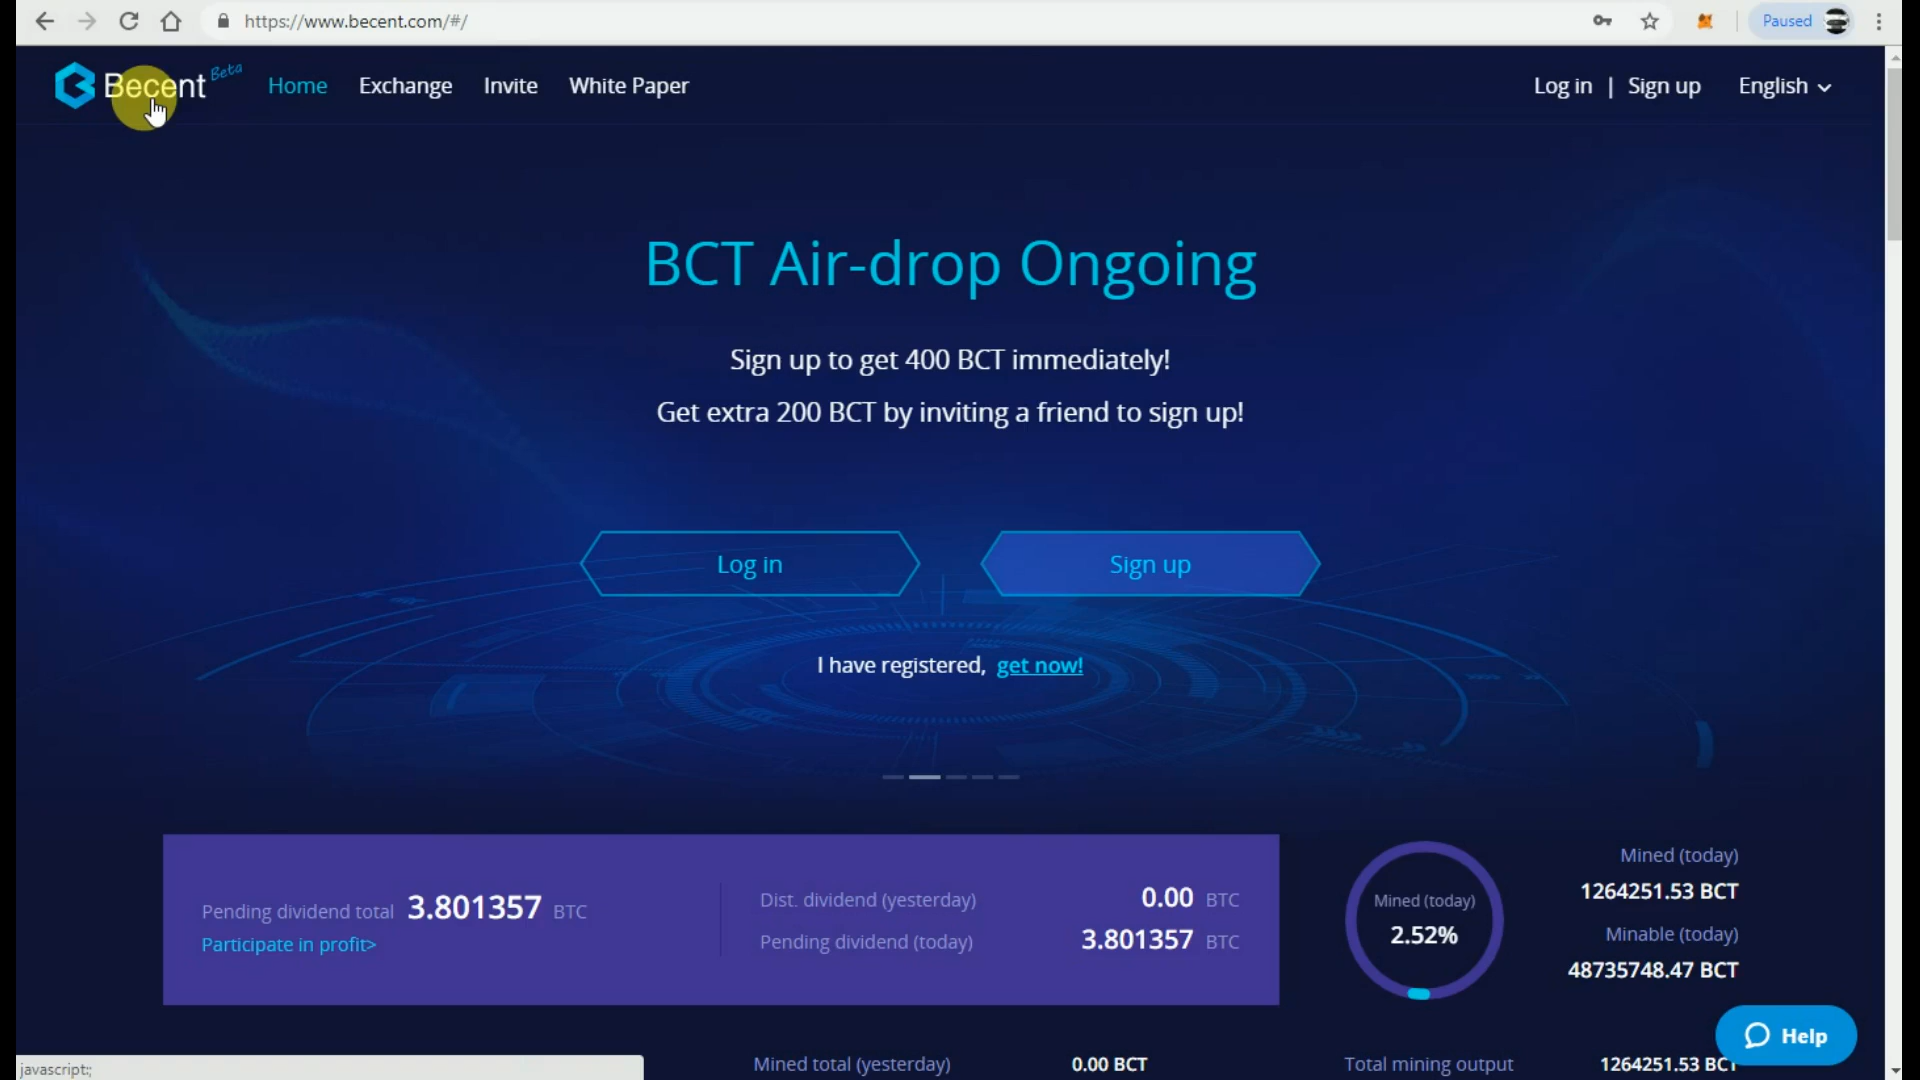 https://www.becent.com/#/
Paused
Becent Beta
Home
Exchange
Invite
White Paper
Log in | Sign up
English
BCT Air-drop Ongoing
Sign up to get 400 BCT immediately!
Get extra 200 BCT by inviting a friend to sign up!
Log in
Sign up
I have registered, get now!
Pending dividend total 3.801357 BTC
Participate in profit>
Dist. dividend (yesterday) 0.00 BTC
Pending dividend (today) 3.801357 BTC
Mined (today)
2.52%
Mined (today)
1264251.53 BCT
Minable (today)
48735748.47 BCT
Help
Mined total (yesterday) 0.00 BCT
Total mining output 1264251.53 BCT
javascript:;